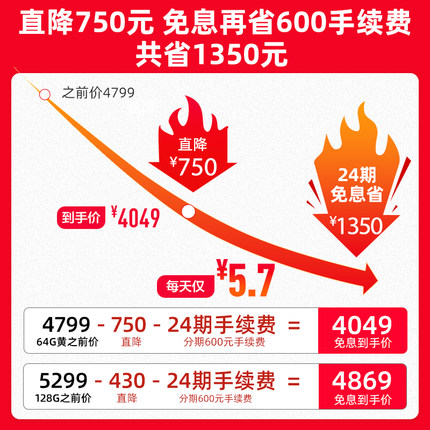 直降750元 免息再省600手续费
共省1350元
之前价4799
直降
¥750
24期
免息省
¥1350
到手价 ¥4049
每天仅 ¥5.7
4799 - 750 - 24期手续费 = 4049
64G黄之前价 直降 分期600元手续费 免息到手价
5299 - 430 - 24期手续费 = 4869
128G之前价 直降 分期600元手续费 免息到手价